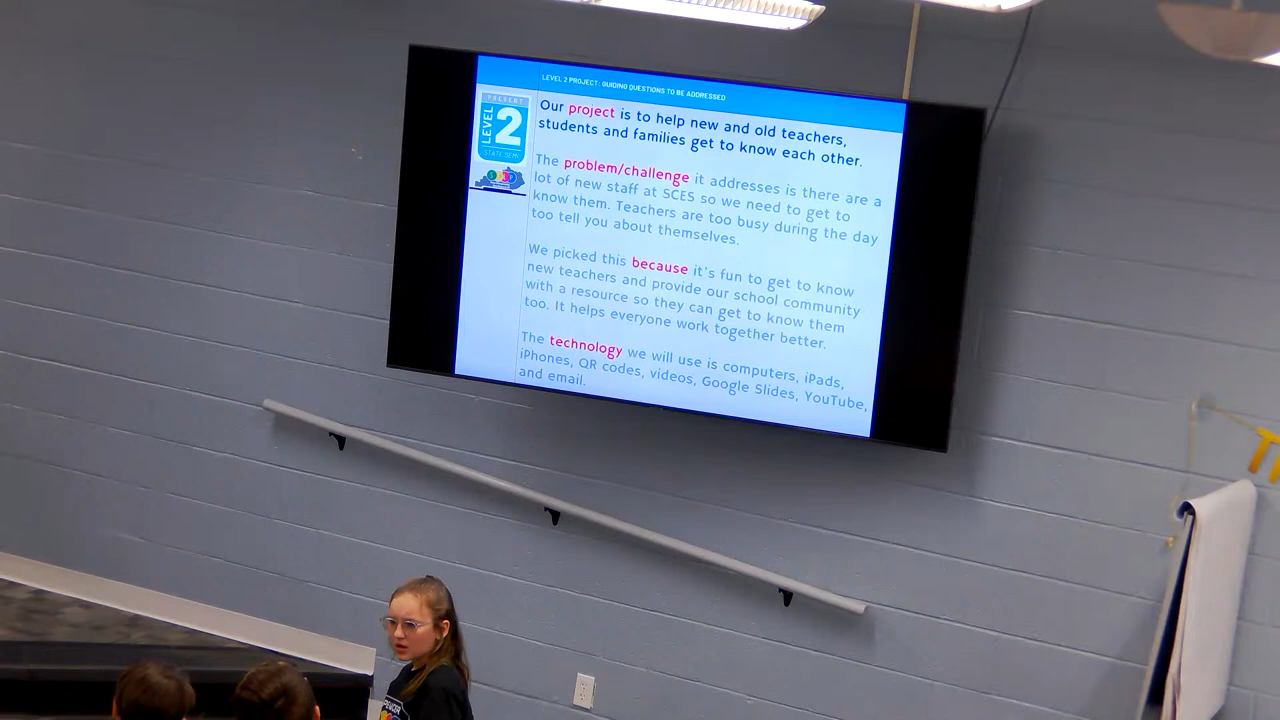 LEVEL 2 PROJECT: GUIDING QUESTIONS TO BE ADDRESSED
PRESENT
LEVEL 2
STATE SEMI
Our project is to help new and old teachers,
students and families get to know each other.
The problem/challenge it addresses is there are a
lot of new staff at SCES so we need to get to
know them. Teachers are too busy during the day
too tell you about themselves.
We picked this because it's fun to get to know
new teachers and provide our school community
with a resource so they can get to know them
too. It helps everyone work together better.
The technology we will use is computers, iPads,
iPhones, QR codes, videos, Google Slides, YouTube,
and email.